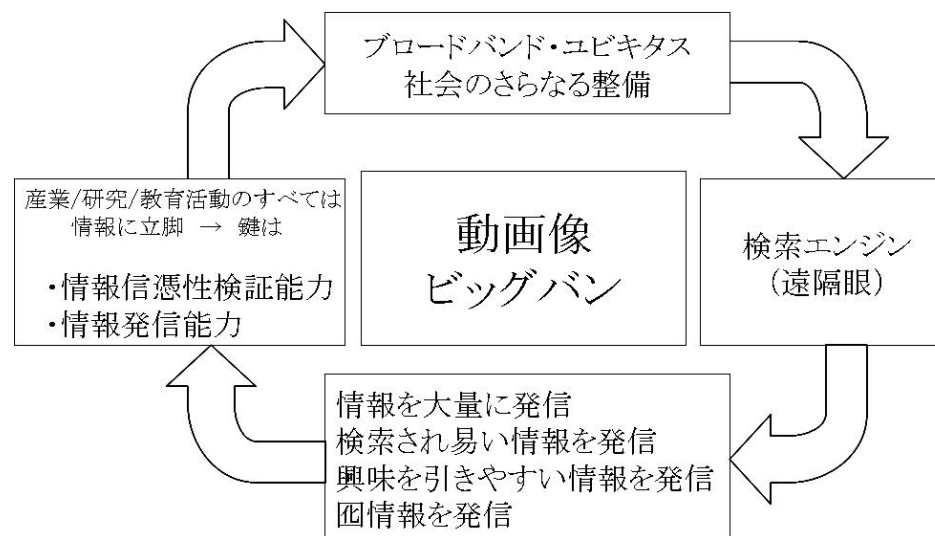 ブロードバンド・ユビキタス
社会のさらなる整備
産業/研究/教育活動のすべては
情報に立脚 → 鍵は
・情報信憑性検証能力
・情報発信能力
動画像
ビッグバン
検索エンジン
(遠隔眼)
情報を大量に発信
検索され易い情報を発信
興味を引きやすい情報を発信
囮情報を発信